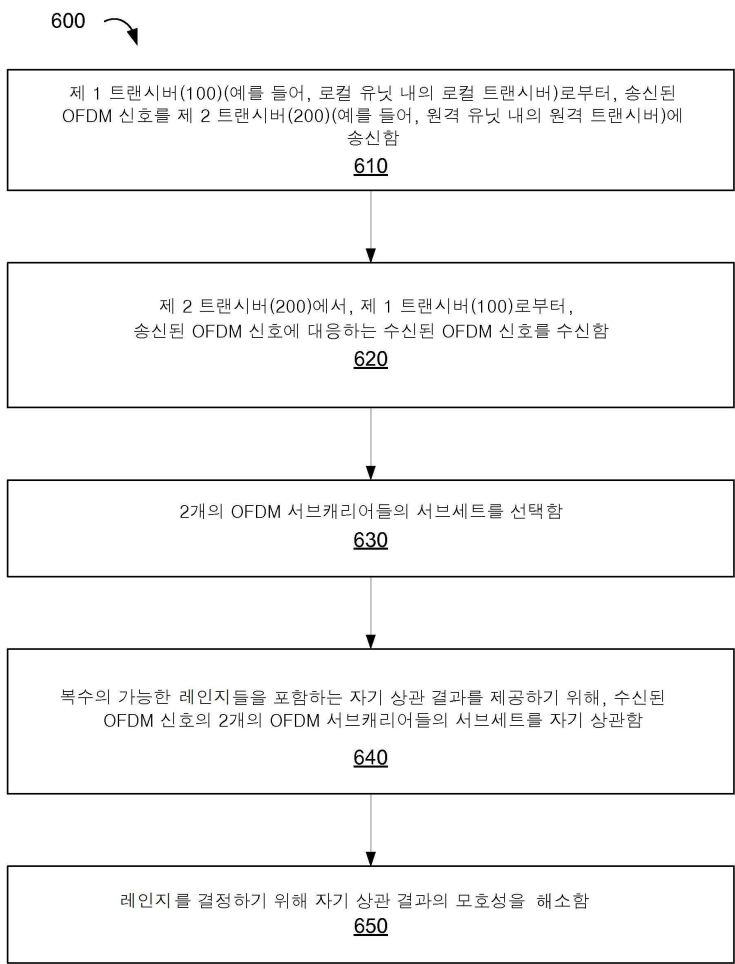 600
제 1 트랜시버(100)(예를 들어, 로컬 유닛 내의 로컬 트랜시버)로부터, 송신된
OFDM 신호를 제 2 트랜시버(200)(예를 들어, 원격 유닛 내의 원격 트랜시버)에
송신함
610
제 2 트랜시버(200)에서, 제 1 트랜시버(100)로부터,
송신된 OFDM 신호에 대응하는 수신된 OFDM 신호를 수신함
620
2개의 OFDM 서브캐리어들의 서브세트를 선택함
630
복수의 가능한 레인지들을 포함하는 자기 상관 결과를 제공하기 위해, 수신된
OFDM 신호의 2개의 OFDM 서브캐리어들의 서브세트를 자기 상관함
640
레인지를 결정하기 위해 자기 상관 결과의 모호성을 해소함
650